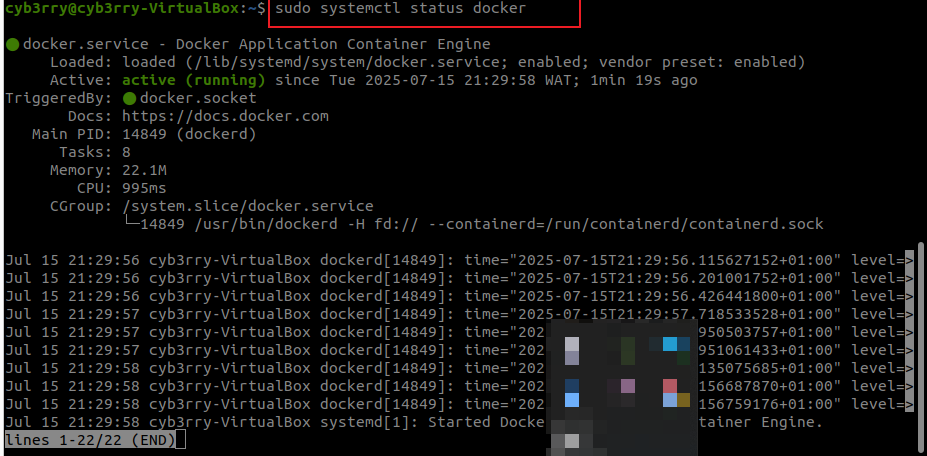 cyb3rry@cyb3rry-VirtualBox:~$ sudo systemctl status docker
docker.service - Docker Application Container Engine
Loaded: loaded (/lib/systemd/system/docker.service; enabled; vendor preset: enabled)
Active: active (running) since Tue 2025-07-15 21:29:58 WAT; 1min 19s ago
TriggeredBy: docker.socket
Docs: https://docs.docker.com
Main PID: 14849 (dockerd)
Tasks: 8
Memory: 22.1M
CPU: 995ms
CGroup: /system.slice/docker.service
└─14849 /usr/bin/dockerd -H fd:// --containerd=/run/containerd/containerd.sock
Jul 15 21:29:56 cyb3rry-VirtualBox dockerd[14849]: time="2025-07-15T21:29:56.115627152+01:00" level=>
Jul 15 21:29:56 cyb3rry-VirtualBox dockerd[14849]: time="2025-07-15T21:29:56.201001752+01:00" level=>
Jul 15 21:29:56 cyb3rry-VirtualBox dockerd[14849]: time="2025-07-15T21:29:56.426441800+01:00" level=>
Jul 15 21:29:57 cyb3rry-VirtualBox dockerd[14849]: time="2025-07-15T21:29:57.718533528+01:00" level=>
Jul 15 21:29:57 cyb3rry-VirtualBox dockerd[14849]: time="202 950503757+01:00" level=>
Jul 15 21:29:57 cyb3rry-VirtualBox dockerd[14849]: time="202 951061433+01:00" level=>
Jul 15 21:29:58 cyb3rry-VirtualBox dockerd[14849]: time="202 135075685+01:00" level=>
Jul 15 21:29:58 cyb3rry-VirtualBox dockerd[14849]: time="202 156687870+01:00" level=>
Jul 15 21:29:58 cyb3rry-VirtualBox dockerd[14849]: time="202 156759176+01:00" level=>
Jul 15 21:29:58 cyb3rry-VirtualBox systemd[1]: Started Docke tainer Engine.
lines 1-22/22 (END)